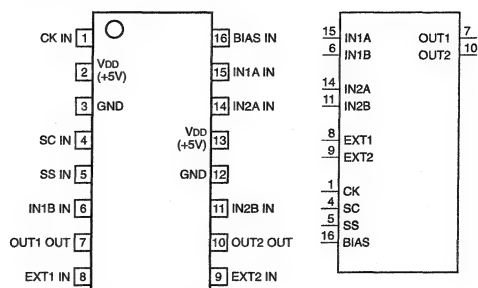 CK IN 1
16 BIAS IN
2 VDD
(+5V)
15 IN1A IN
3 GND
14 IN2A IN
SC IN 4
VDD
(+5V) 13
SS IN 5
GND 12
IN1B IN 6
11 IN2B IN
OUT1 OUT 7
10 OUT2 OUT
EXT1 IN 8
9 EXT2 IN
15 IN1A OUT1 7
6 IN1B OUT2 10
14 IN2A
11 IN2B
8 EXT1
9 EXT2
1 CK
4 SC
5 SS
16 BIAS